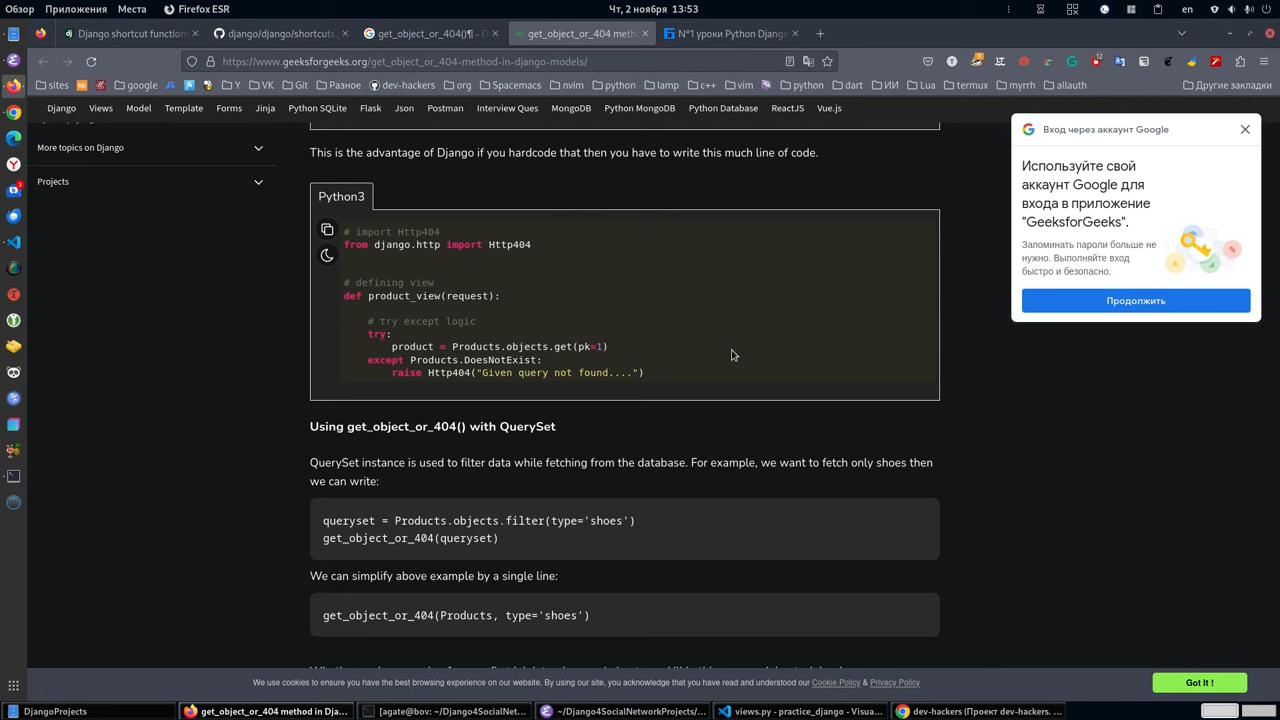 Обзор Приложения Места Firefox ESR Чт, 2 ноября 13:53 en
Django shortcut function django/django/shortcuts. get_object_or_404()¶ - П get_object_or_404 meth N°1 уроки Python Django
https://www.geeksforgeeks.org/get_object_or_404-method-in-django-models/
sites google Y VK Git Разное dev-hackers org Spacemacs nvim python lamp c++ vim python dart ИИ Lua termux myrrh allauth Другие закладки
Django Views Model Template Forms Jinja Python SQLite Flask Json Postman Interview Ques MongoDB Python MongoDB Python Database ReactJS Vue.js
More topics on Django
Projects
This is the advantage of Django if you hardcode that then you have to write this much line of code.
Python3
# import Http404
from django.http import Http404
# defining view
def product_view(request):
# try except logic
try:
product = Products.objects.get(pk=1)
except Products.DoesNotExist:
raise Http404("Given query not found....")
Using get_object_or_404() with QuerySet
QuerySet instance is used to filter data while fetching from the database. For example, we want to fetch only shoes then
we can write:
queryset = Products.objects.filter(type='shoes')
get_object_or_404(queryset)
We can simplify above example by a single line:
get_object_or_404(Products, type='shoes')
Вход через аккаунт Google
Используйте свой
аккаунт Google для
входа в приложение
"GeeksforGeeks".
Запоминать пароли больше не
нужно. Выполняйте вход
быстро и безопасно.
Продолжить
We use cookies to ensure you have the best browsing experience on our website. By using our site, you acknowledge that you have read and understood our Cookie Policy & Privacy Policy
Got It !
DjangoProjects get_object_or_404 method in Dja... [agate@bov: ~/Django4SocialNet... ~/Django4SocialNetworkProjects/... views.py - practice_django - Visua... dev-hackers (Проект dev-hackers. ...